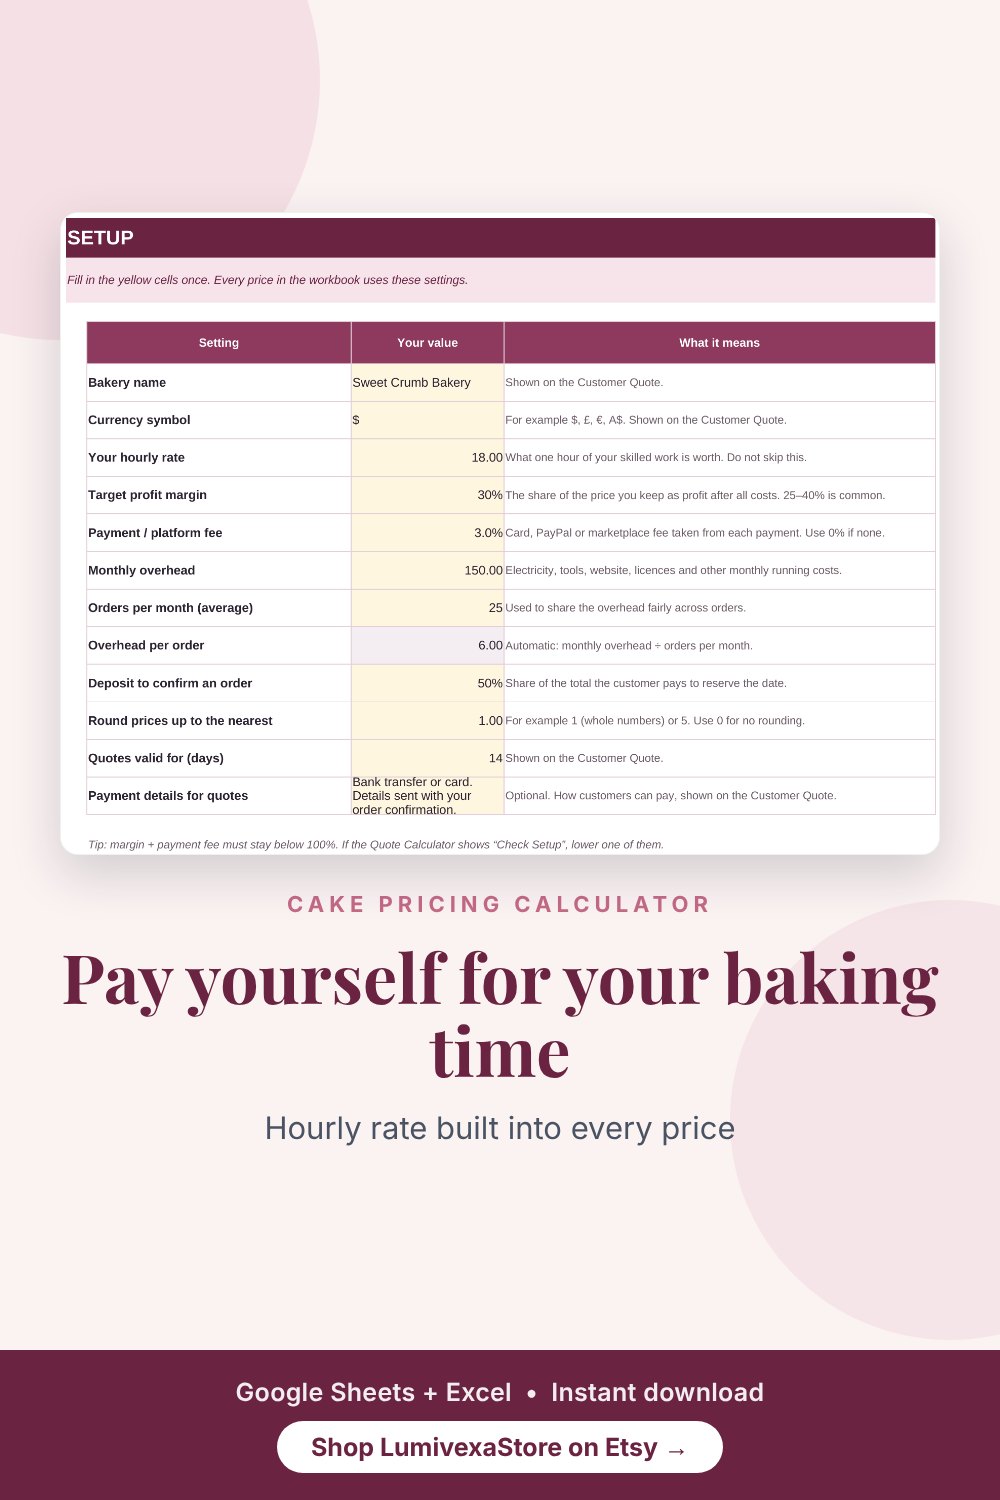 SETUP
Fill in the yellow cells once. Every price in the workbook uses these settings.
Setting Your value What it means
Bakery name Sweet Crumb Bakery Shown on the Customer Quote.
Currency symbol $ For example $, £, €, A$. Shown on the Customer Quote.
Your hourly rate 18.00 What one hour of your skilled work is worth. Do not skip this.
Target profit margin 30% The share of the price you keep as profit after all costs. 25–40% is common.
Payment / platform fee 3.0% Card, PayPal or marketplace fee taken from each payment. Use 0% if none.
Monthly overhead 150.00 Electricity, tools, website, licences and other monthly running costs.
Orders per month (average) 25 Used to share the overhead fairly across orders.
Overhead per order 6.00 Automatic: monthly overhead ÷ orders per month.
Deposit to confirm an order 50% Share of the total the customer pays to reserve the date.
Round prices up to the nearest 1.00 For example 1 (whole numbers) or 5. Use 0 for no rounding.
Quotes valid for (days) 14 Shown on the Customer Quote.
Payment details for quotes Bank transfer or card.
Details sent with your
order confirmation. Optional. How customers can pay, shown on the Customer Quote.
Tip: margin + payment fee must stay below 100%. If the Quote Calculator shows “Check Setup”, lower one of them.
CAKE PRICING CALCULATOR
Pay yourself for your baking
time
Hourly rate built into every price
Google Sheets + Excel • Instant download
Shop LumivexaStore on Etsy →